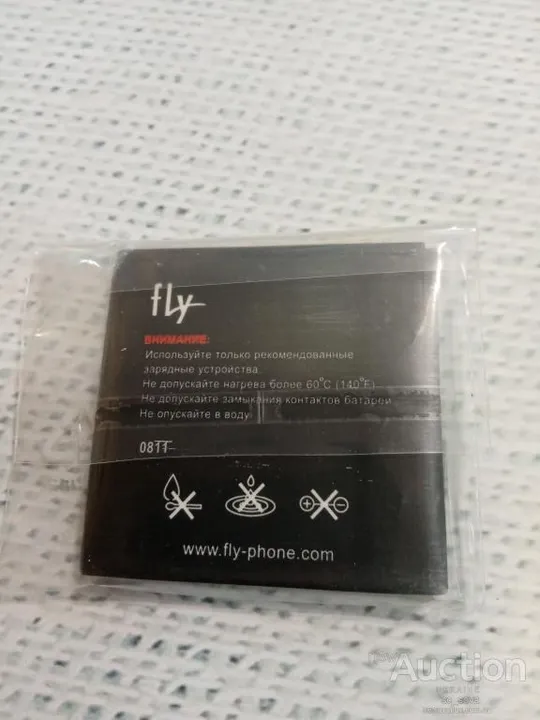 fly
ВНИМАНИЕ:
Используйте только рекомендованные
зарядные устройства
Не допускайте нагрева более 60°C (140°F)
Не допускайте замыкания контактов батареи
Не опускайте в воду
0811
www.fly-phone.com
Auction